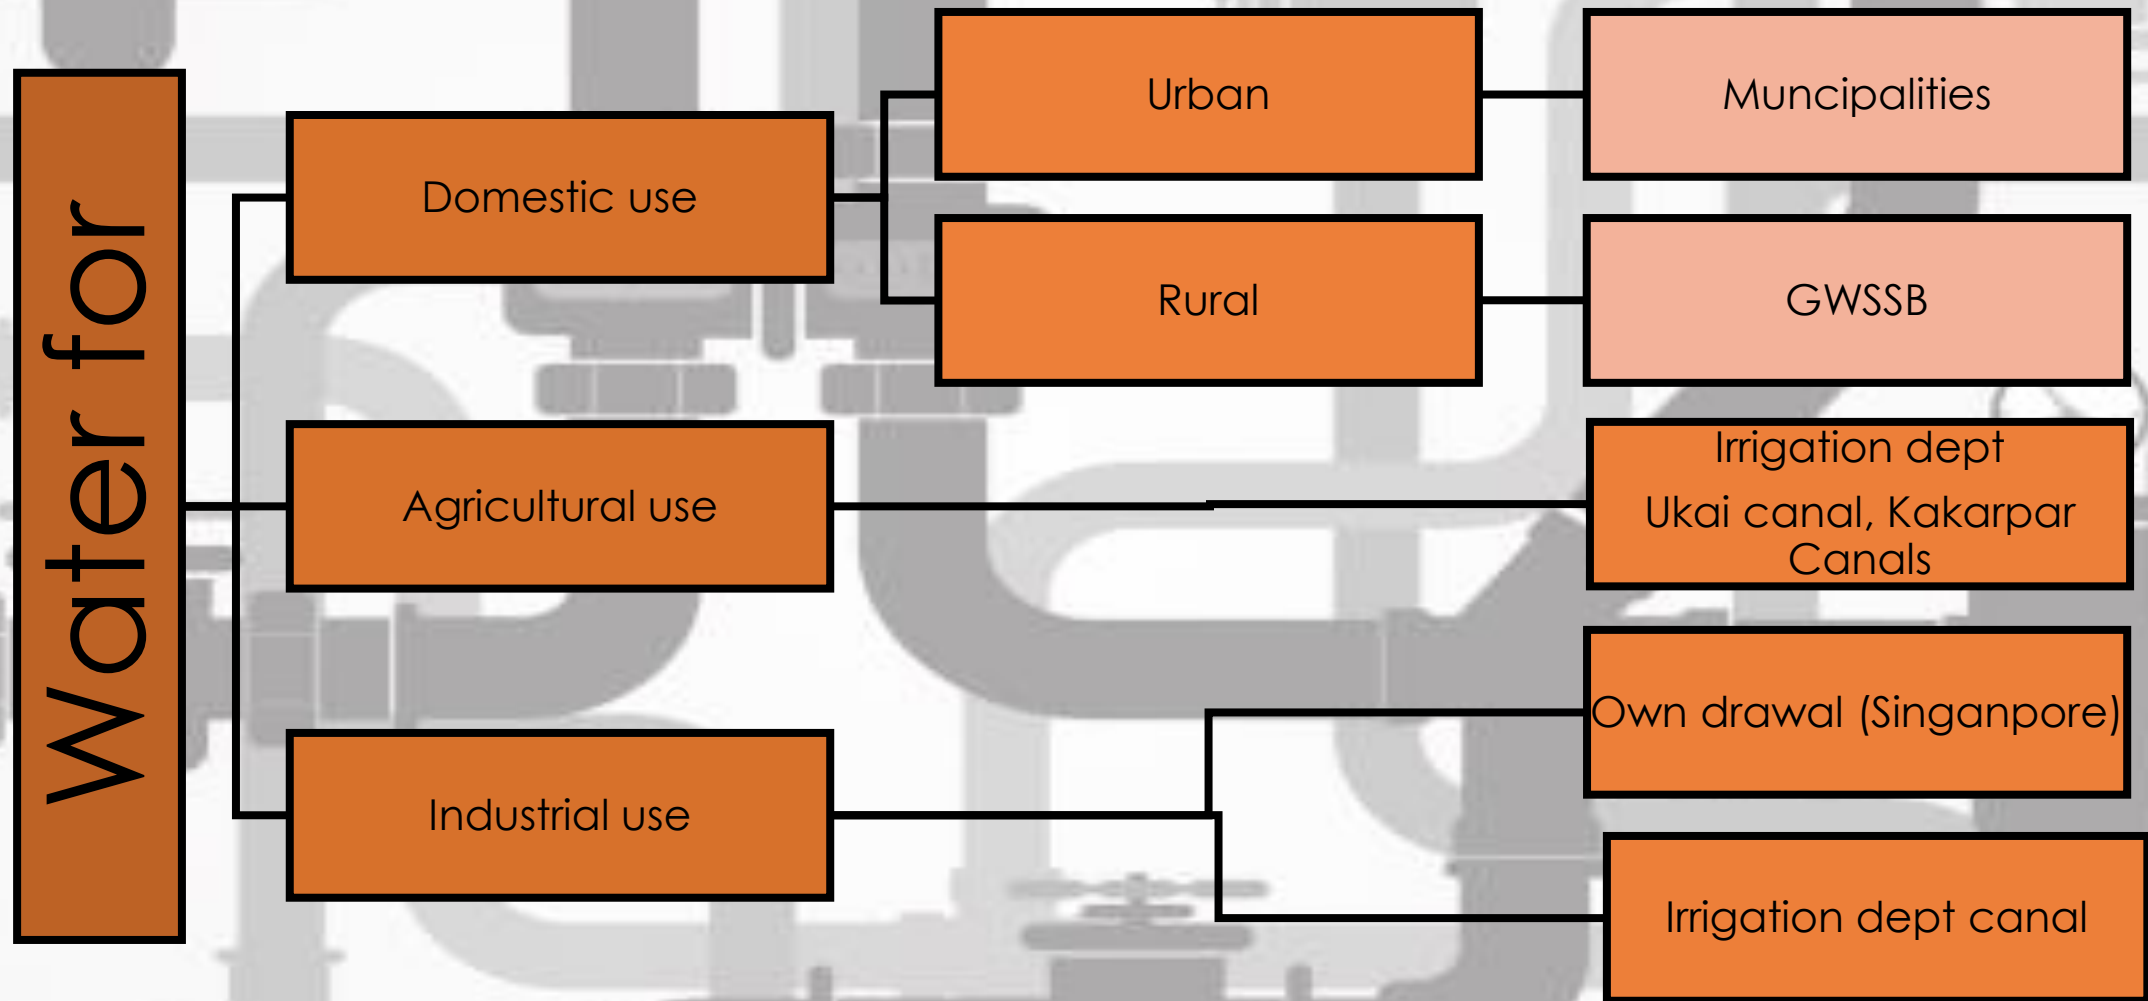 Water for
Domestic use
Urban
Muncipalities
Rural
GWSSB
Agricultural use
Irrigation dept
Ukai canal, Kakarpar
Canals
Industrial use
Own drawal (Singanpore)
Irrigation dept canal